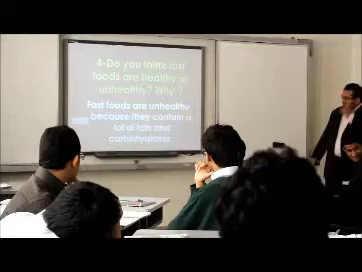 4-Do you think fast
foods are healthy or
unhealthy? Why ?
Fast foods are unhealthy
because they contain a
lot of fats and
carbohydrate